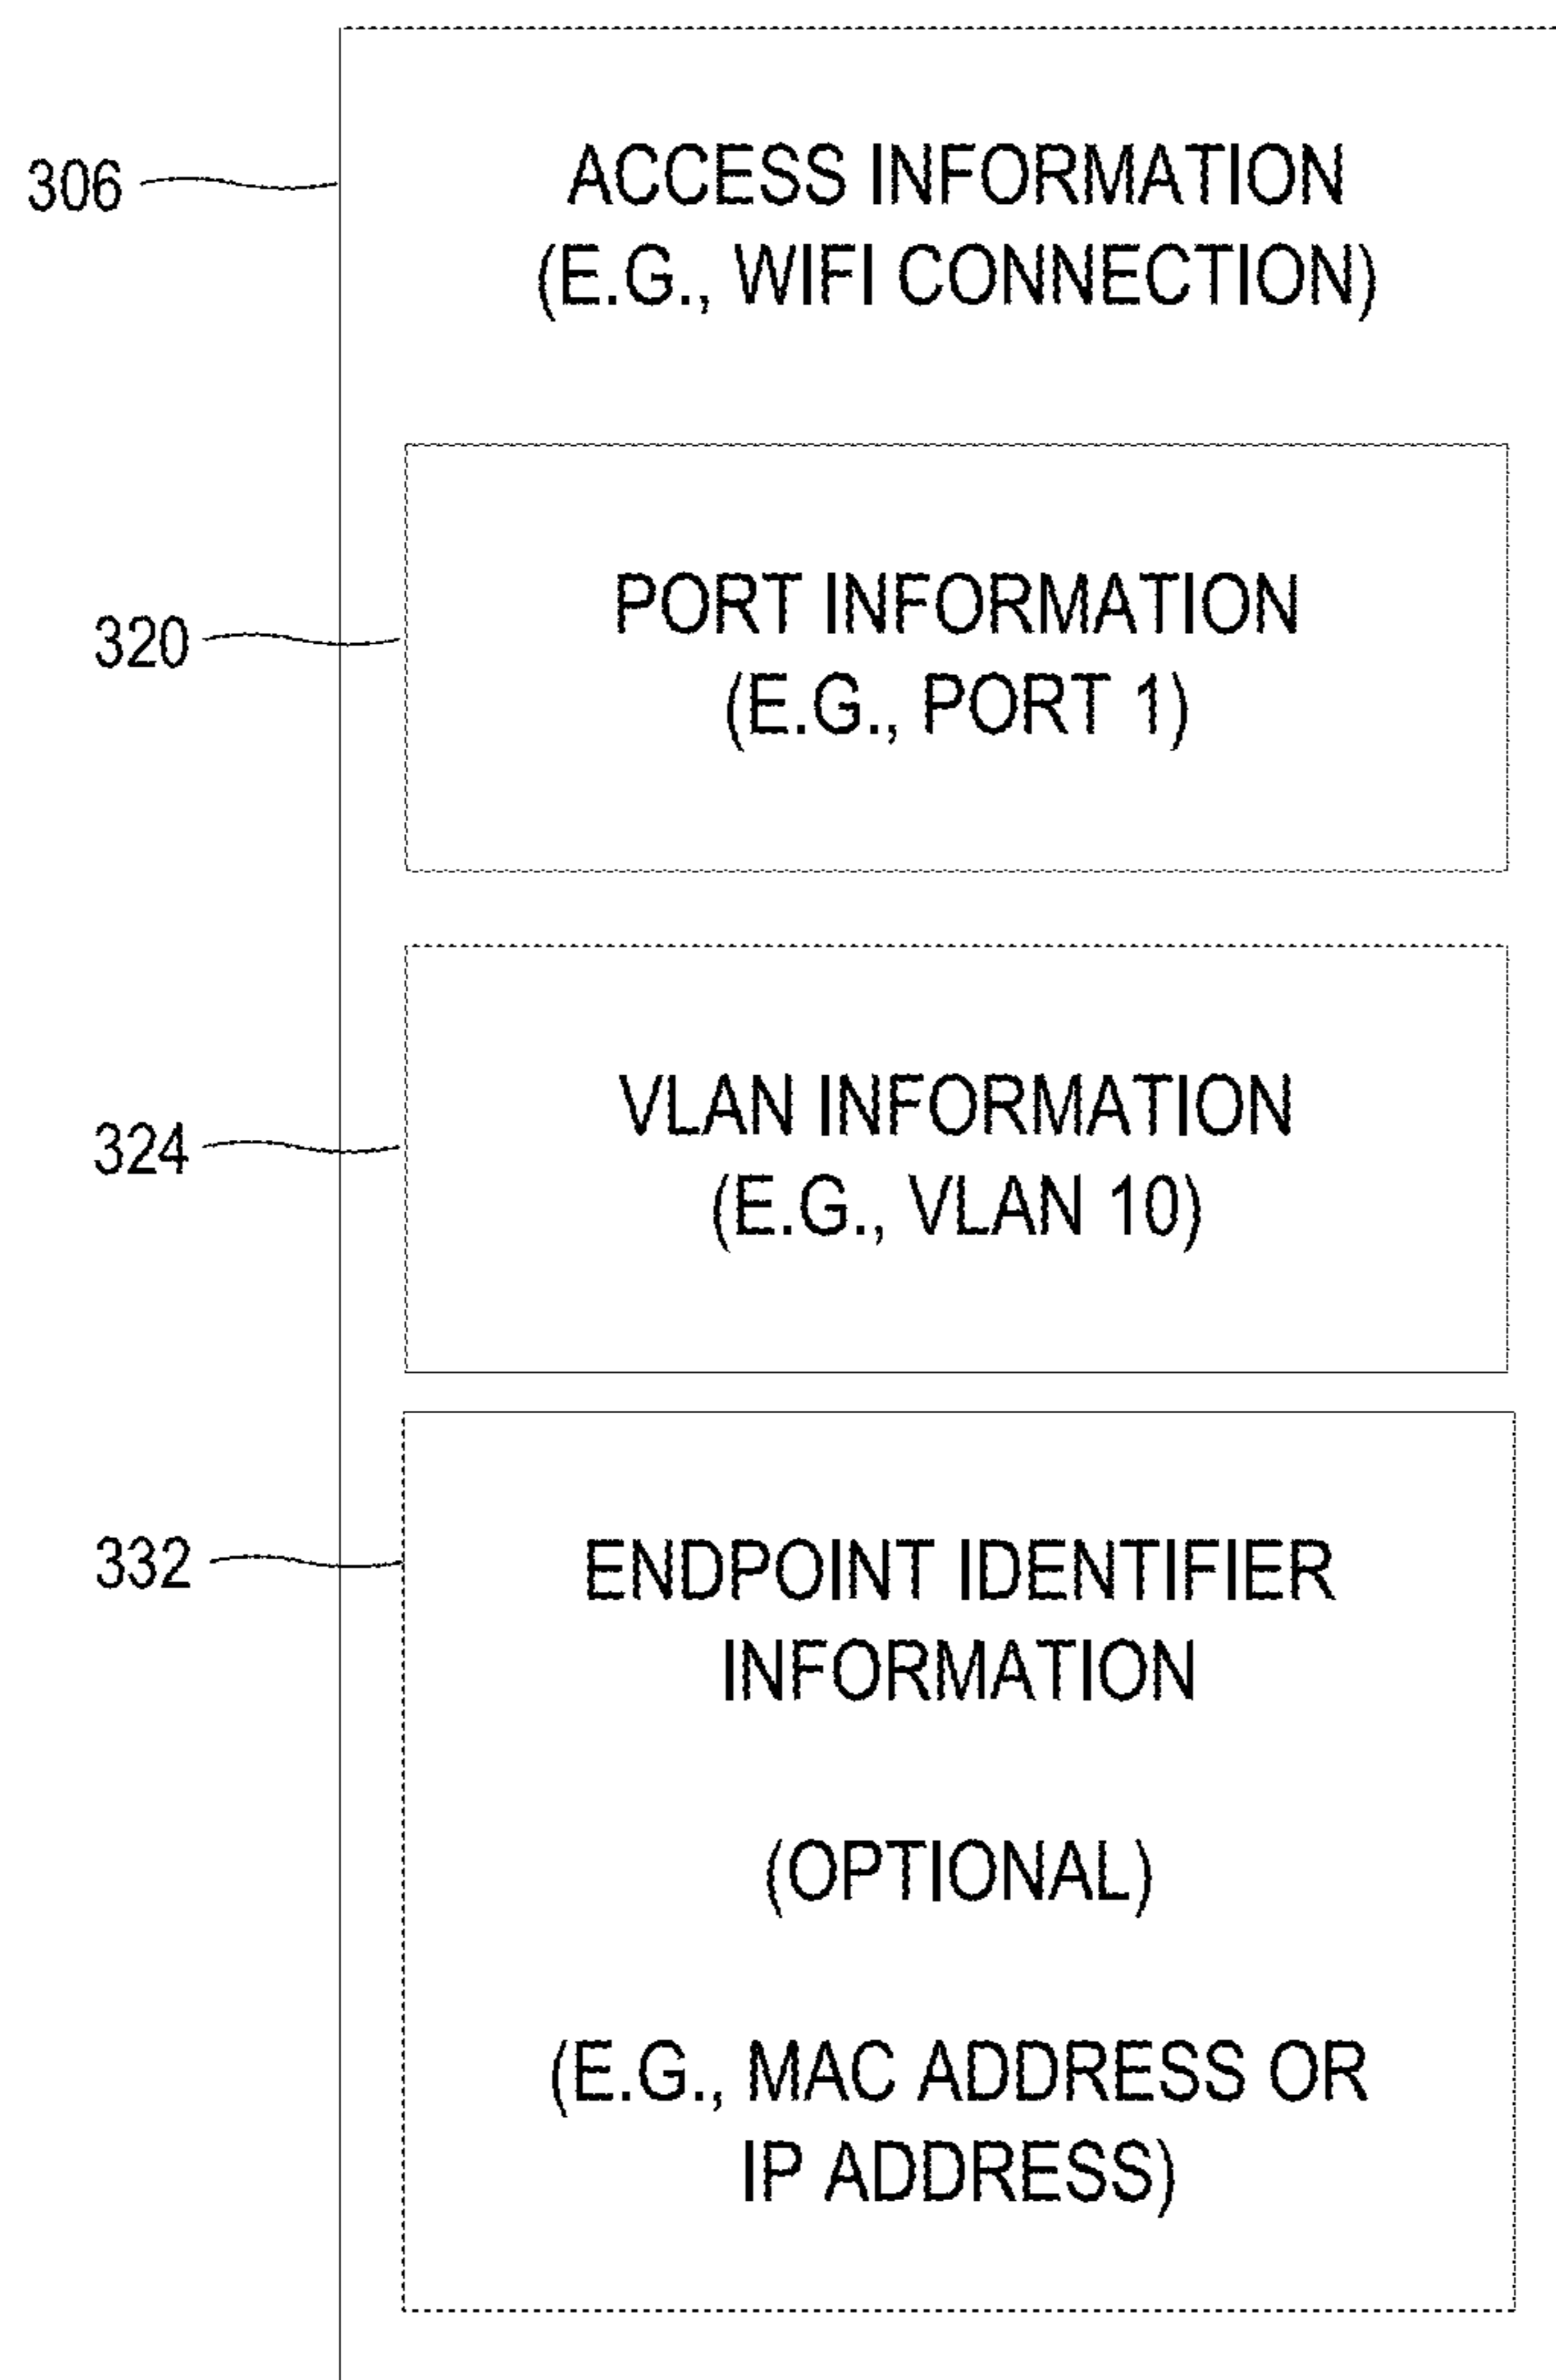 306
ACCESS INFORMATION
(E.G., WIFI CONNECTION)
320
PORT INFORMATION
(E.G., PORT 1)
324
VLAN INFORMATION
(E.G., VLAN 10)
332
ENDPOINT IDENTIFIER
INFORMATION
(OPTIONAL)
(E.G., MAC ADDRESS OR
IP ADDRESS)